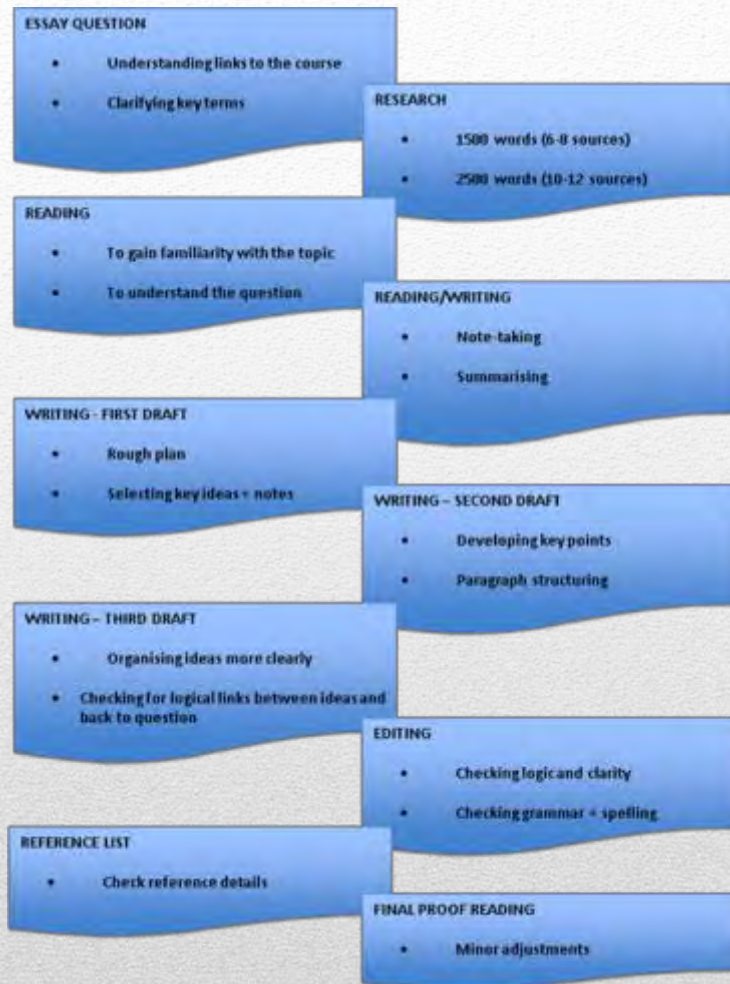 ESSAY QUESTION
• Understanding links to the course
• Clarifying key terms
RESEARCH
• 1500 words (6-8 sources)
• 2500 words (10-12 sources)
READING
• To gain familiarity with the topic
• To understand the question
READING/WRITING
• Note-taking
• Summarising
WRITING - FIRST DRAFT
• Rough plan
• Selecting key ideas + notes
WRITING – SECOND DRAFT
• Developing key points
• Paragraph structuring
WRITING – THIRD DRAFT
• Organising ideas more clearly
• Checking for logical links between ideas and
back to question
EDITING
• Checking logic and clarity
• Checking grammar + spelling
REFERENCE LIST
• Check reference details
FINAL PROOF READING
• Minor adjustments